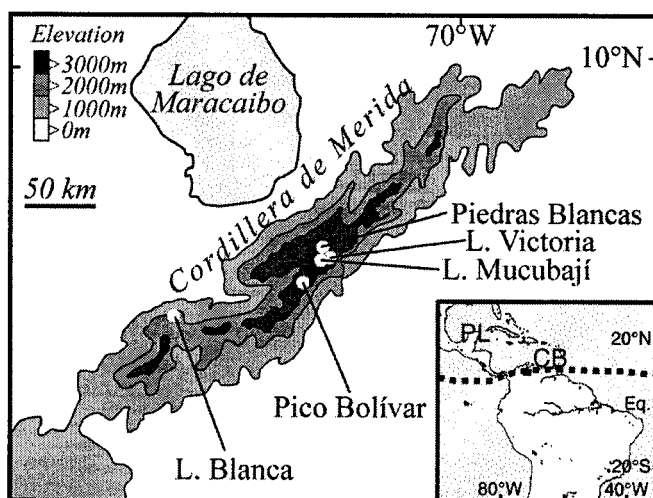 Elevation
>3000m
>2000m
>1000m
>0m
50 km
Lago de
Maracaibo
70°W
10°N
Cordillera de Merida
Piedras Blancas
L. Victoria
L. Mucubají
Pico Bolívar
L. Blanca
PL
CB
20°N
Eq.
20°S
80°W
40°W